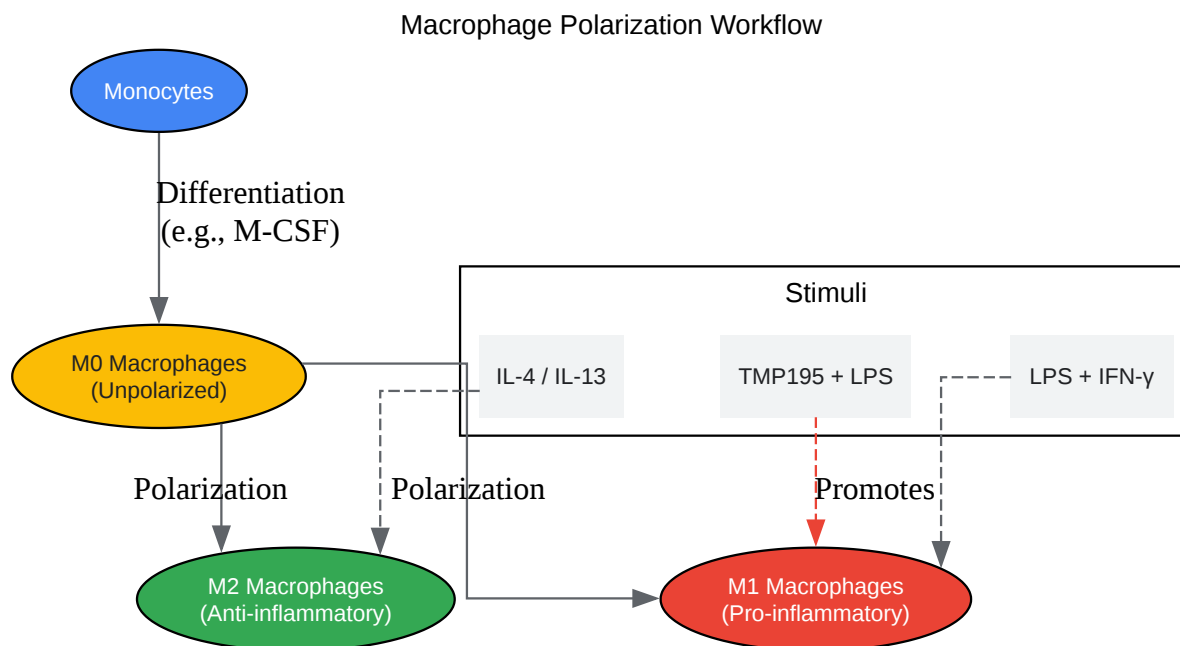 Macrophage Polarization Workflow
Monocytes
Differentiation
(e.g., M-CSF)
Stimuli
M0 Macrophages
(Unpolarized)
IL-4 / IL-13
TMP195 + LPS
LPS + IFN-γ
Polarization
Polarization
Promotes
M2 Macrophages
(Anti-inflammatory)
M1 Macrophages
(Pro-inflammatory)